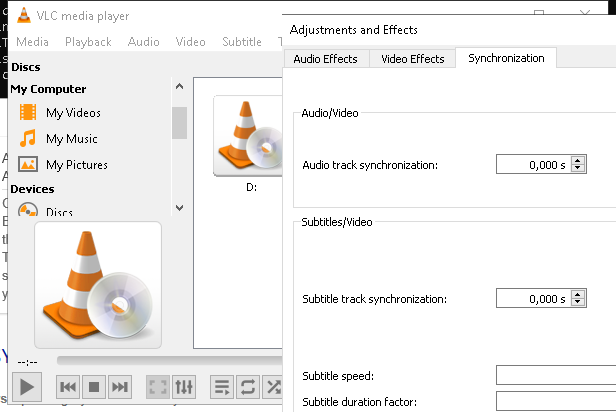 VLC media player
Media Playback Audio Video Subtitle
Discs
My Computer
My Videos
My Music
My Pictures
Devices
Discs
D:
--:--
Adjustments and Effects
Audio Effects Video Effects Synchronization
Audio/Video
Audio track synchronization: 0,000 s
Subtitles/Video
Subtitle track synchronization: 0,000 s
Subtitle speed:
Subtitle duration factor: